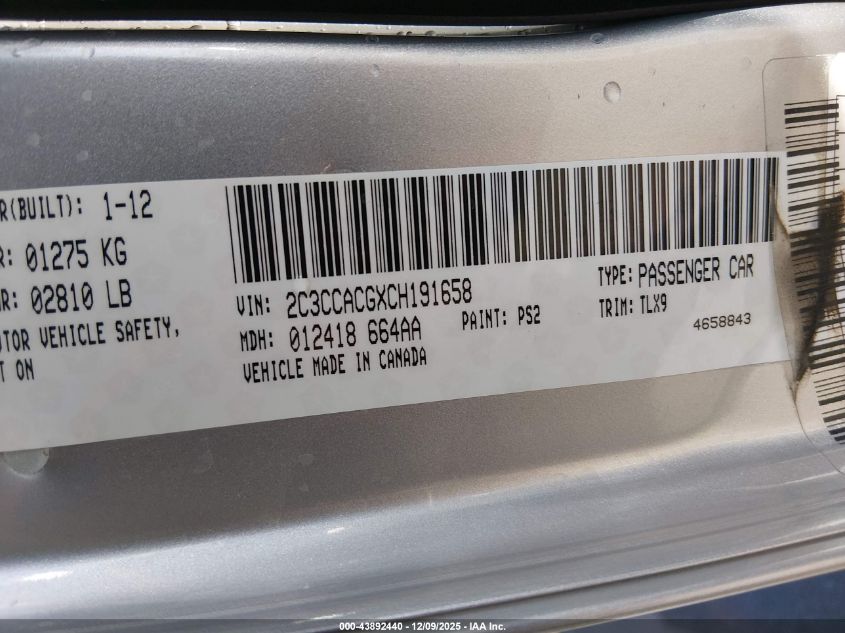 R(BUILT): 1-12
R: 01275 KG
R: 02810 LB
OTOR VEHICLE SAFETY,
T ON
VIN: 2C3CCACGXCH191658
TYPE: PASSENGER CAR
MDH: 012418 664AA
PAINT: PS2
TRIM: TLX9
VEHICLE MADE IN CANADA
4658843
000-43892440 - 12/09/2025 - IAA Inc.